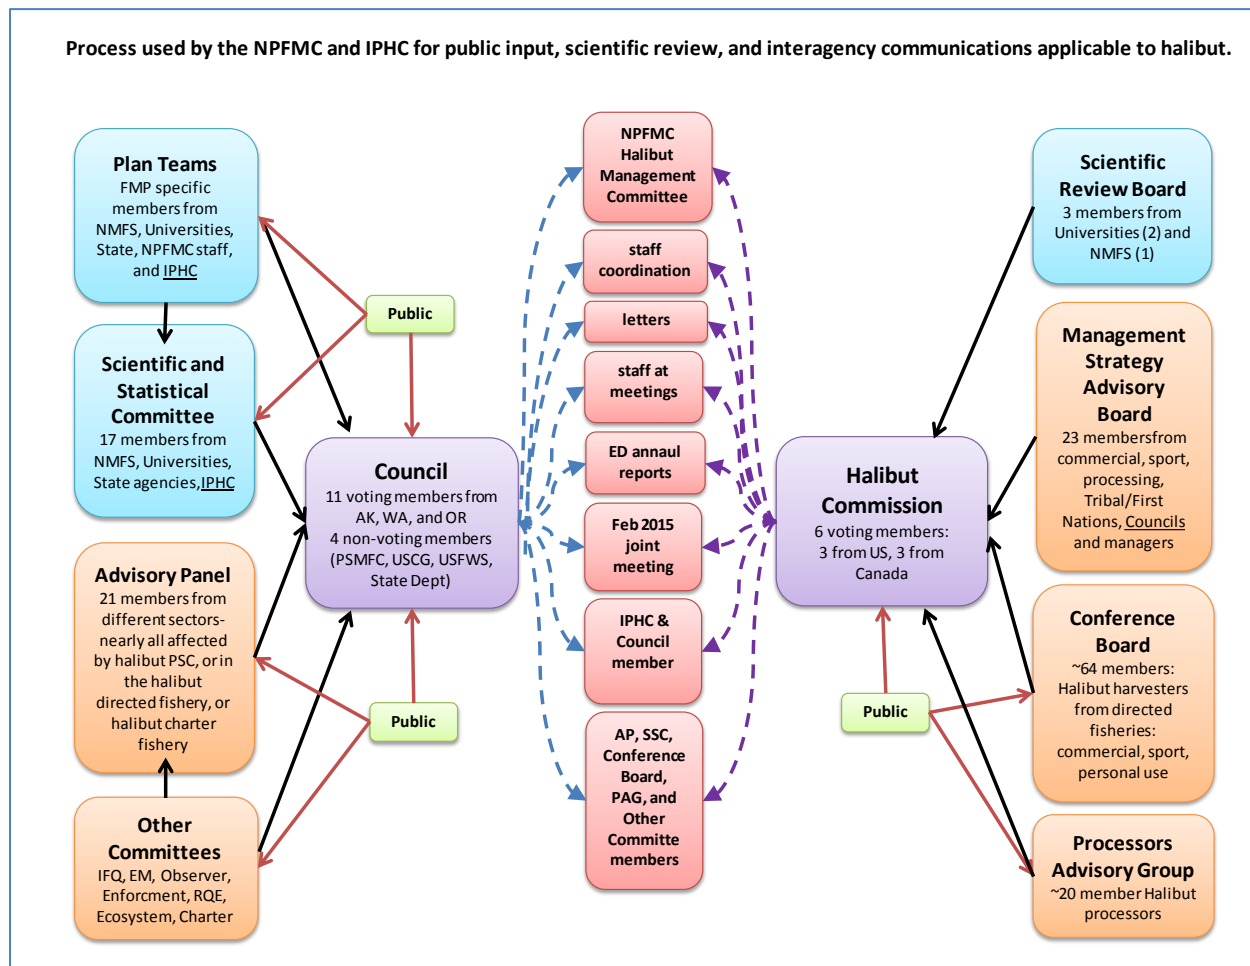 Process used by the NPFMC and IPHC for public input, scientific review, and interagency communications applicable to halibut.
Plan Teams
FMP specific
members from
NMFS, Universities,
State, NPFMC staff,
and IPHC
Scientific and
Statistical
Committee
17 members from
NMFS, Universities,
State agencies,IPHC
Advisory Panel
21 members from
different sectors-
nearly all affected
by halibut PSC, or in
the halibut
directed fishery, or
halibut charter
fishery
Other
Committees
IFQ, EM, Observer,
Enforcment, RQE,
Ecosystem, Charter
Public
Council
11 voting members from
AK, WA, and OR
4 non-voting members
(PSMFC, USCG, USFWS,
State Dept)
Public
NPFMC
Halibut
Management
Committee
staff
coordination
letters
staff at
meetings
ED annaul
reports
Feb 2015
joint
meeting
IPHC &
Council
member
AP, SSC,
Conference
Board,
PAG, and
Other
Committe
members
Halibut
Commission
6 voting members:
3 from US, 3 from
Canada
Public
Scientific
Review Board
3 members from
Universities (2) and
NMFS (1)
Management
Strategy
Advisory
Board
23 membersfrom
commercial, sport,
processing,
Tribal/First
Nations, Councils
and managers
Conference
Board
~64 members:
Halibut harvesters
from directed
fisheries:
commercial, sport,
personal use
Processors
Advisory Group
~20 member Halibut
processors